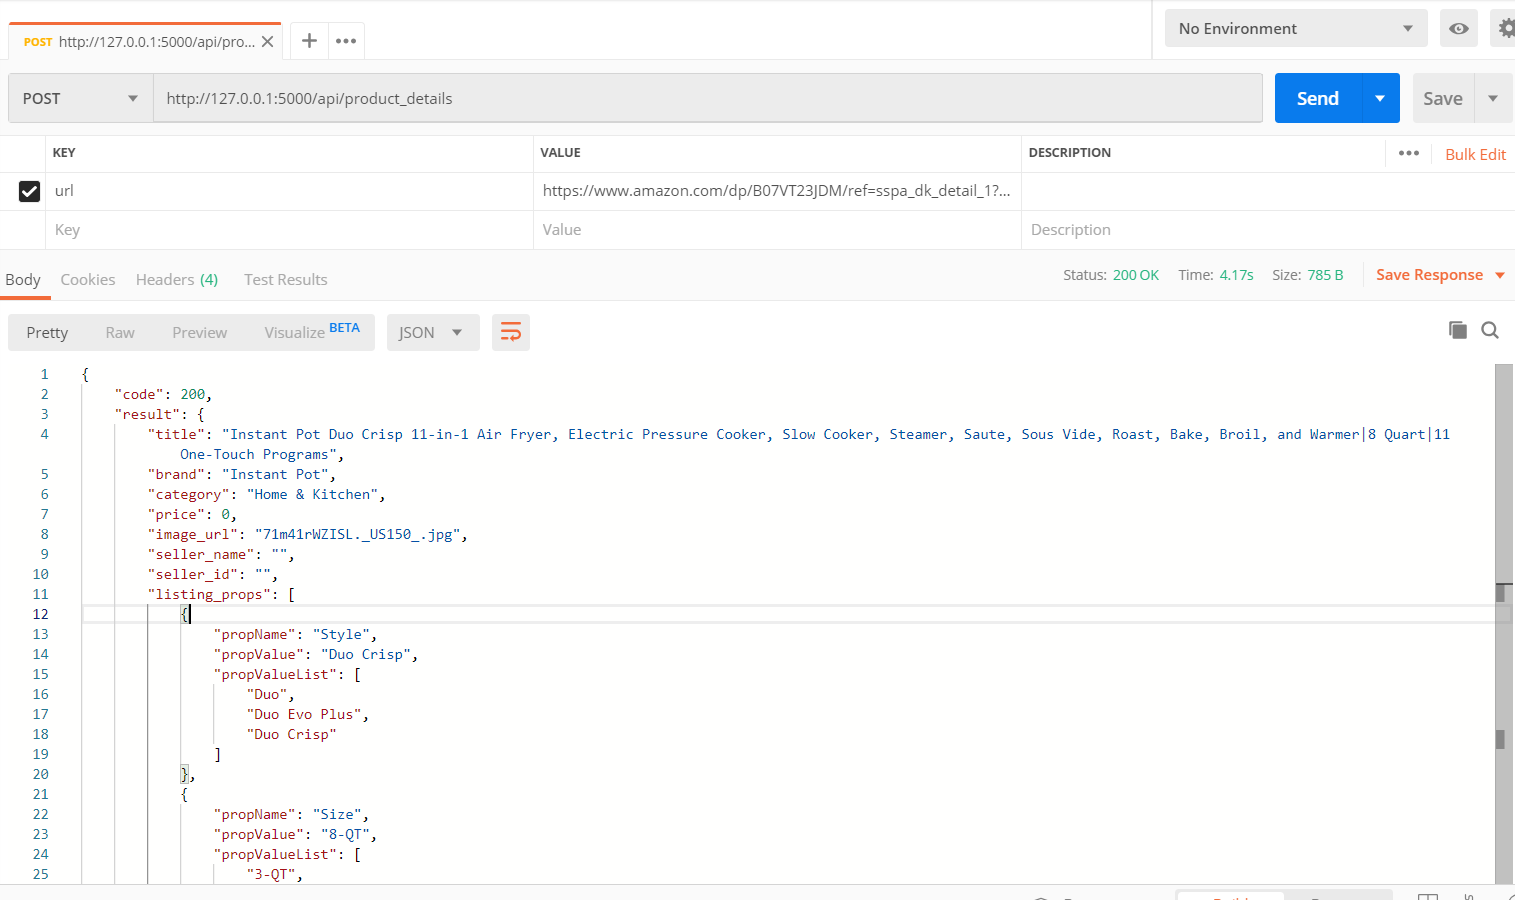 POST http://127.0.0.1:5000/api/pro...
No Environment
POST http://127.0.0.1:5000/api/product_details Send Save
KEY VALUE DESCRIPTION Bulk Edit
url https://www.amazon.com/dp/B07VT23JDM/ref=sspa_dk_detail_1?...
Key Value Description
Body Cookies Headers (4) Test Results Status: 200 OK Time: 4.17s Size: 785 B Save Response
Pretty Raw Preview Visualize BETA JSON
1 {
2 "code": 200,
3 "result": {
4 "title": "Instant Pot Duo Crisp 11-in-1 Air Fryer, Electric Pressure Cooker, Slow Cooker, Steamer, Saute, Sous Vide, Roast, Bake, Broil, and Warmer|8 Quart|11
One-Touch Programs",
5 "brand": "Instant Pot",
6 "category": "Home & Kitchen",
7 "price": 0,
8 "image_url": "71m41rWZISL._US150_.jpg",
9 "seller_name": "",
10 "seller_id": "",
11 "listing_props": [
12 {
13 "propName": "Style",
14 "propValue": "Duo Crisp",
15 "propValueList": [
16 "Duo",
17 "Duo Evo Plus",
18 "Duo Crisp"
19 ]
20 },
21 {
22 "propName": "Size",
23 "propValue": "8-QT",
24 "propValueList": [
25 "3-QT",